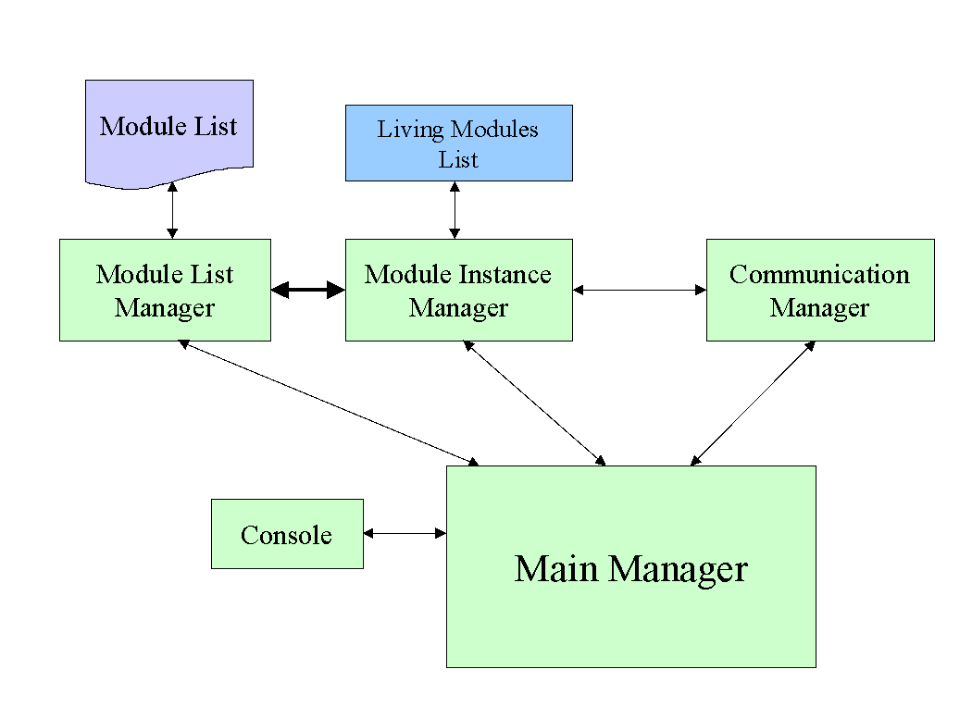 Module List
Living Modules
List
Module List
Manager
Module Instance
Manager
Communication
Manager
Console
Main Manager